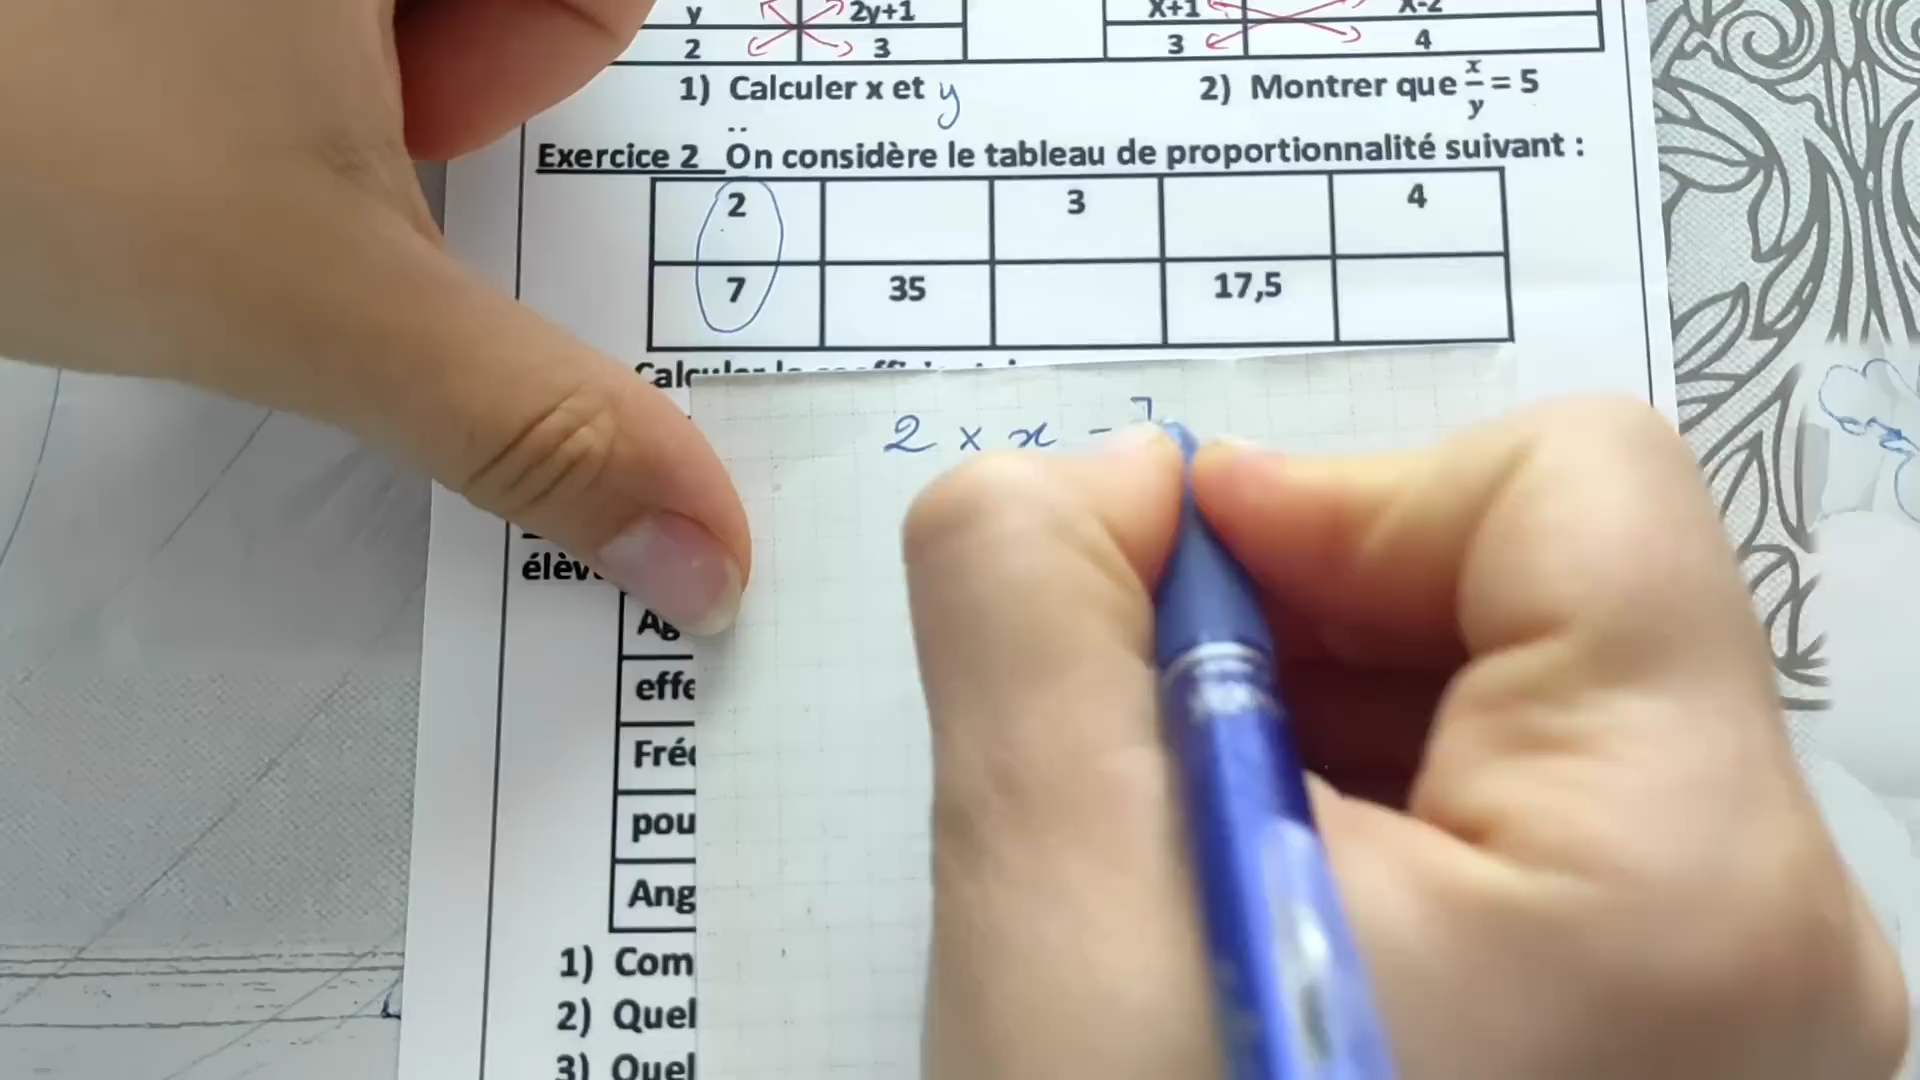 y 2y+1 x+1 x-2
2 3 3 4
1) Calculer x et y 2) Montrer que x/y = 5
Exercice 2 On considère le tableau de proportionnalité suivant :
2 3 4
7 35 17,5
2 × x = 7
élèv
Ag
effe
Fréq
pou
Ang
1) Com
2) Quel
3) Quel